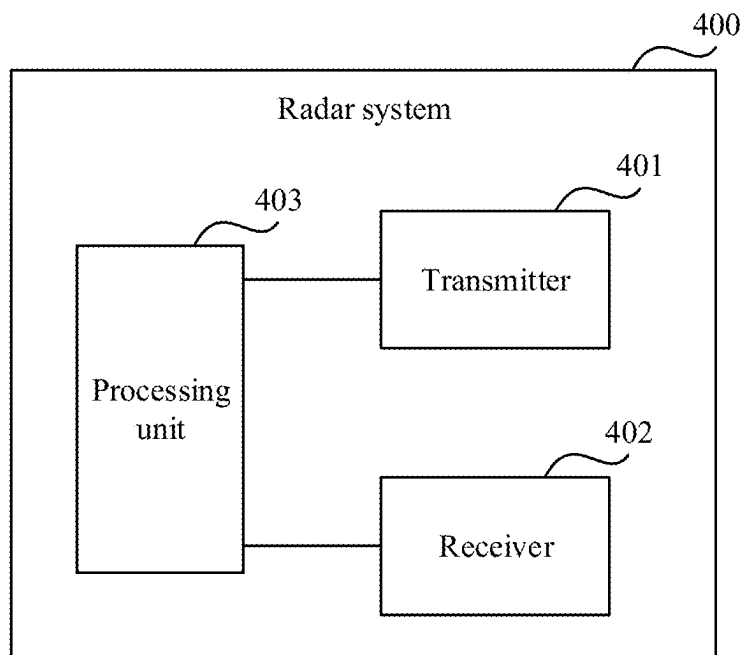 400
Radar system
401
403
Transmitter
Processing
unit
402
Receiver